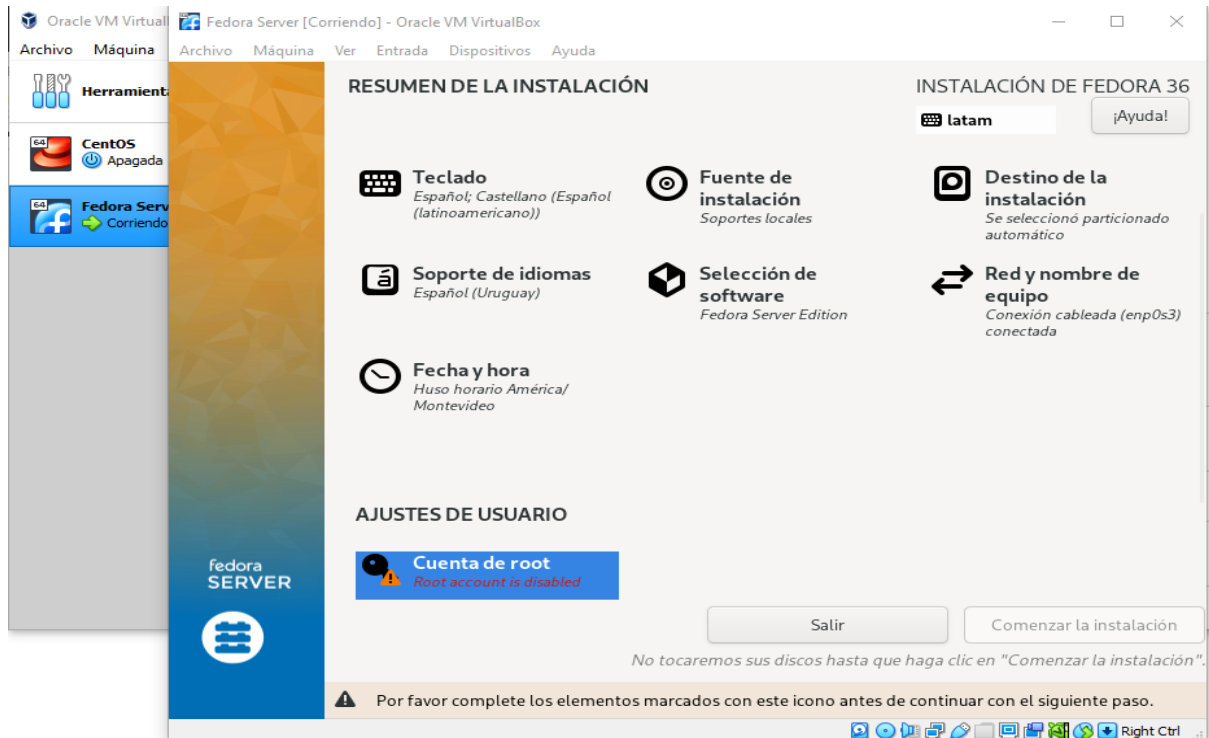 Oracle VM Virtual
Archivo Máquina
Herramient
64
CentOS
Apagada
64
Fedora Serv
Corriendo
Fedora Server [Corriendo] - Oracle VM VirtualBox
Archivo Máquina Ver Entrada Dispositivos Ayuda
RESUMEN DE LA INSTALACIÓN
INSTALACIÓN DE FEDORA 36
latam
¡Ayuda!
Teclado
Español; Castellano (Español
(latinoamericano))
Fuente de
instalación
Soportes locales
Destino de la
instalación
Se seleccionó particionado
automático
Soporte de idiomas
Español (Uruguay)
Selección de
software
Fedora Server Edition
Red y nombre de
equipo
Conexión cableada (enp0s3)
conectada
Fecha y hora
Huso horario América/
Montevideo
AJUSTES DE USUARIO
Cuenta de root
Root account is disabled
fedora
SERVER
Salir
Comenzar la instalación
No tocaremos sus discos hasta que haga clic en "Comenzar la instalación".
Por favor complete los elementos marcados con este icono antes de continuar con el siguiente paso.
Right Ctrl